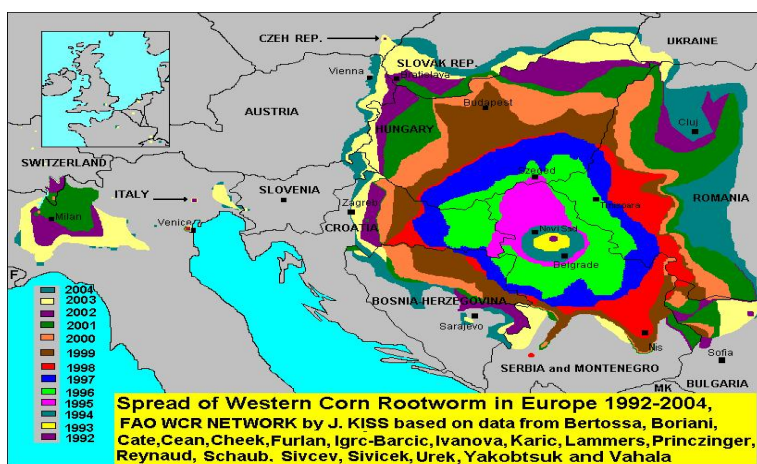 CZEH REP.
SLOVAK REP.
UKRAINE
Vienna
Bratislava
AUSTRIA
Budapest
HUNGARY
Cluj
SWITZERLAND
Szeged
ITALY
SLOVENIA
Timisoara
ROMANIA
Milan
Zagreb
Venice
CROATIA
Novi Sad
Belgrade
F
BOSNIA-HERZEGOVINA
Sarajevo
Nis
Sofia
SERBIA and MONTENEGRO
MK
BULGARIA
2004
2003
2002
2001
2000
1999
1998
1997
1996
1995
1994
1993
1992
Spread of Western Corn Rootworm in Europe 1992-2004,
FAO WCR NETWORK by J. KISS based on data from Bertossa, Boriani,
Cate,Cean,Cheek,Furlan, Igrc-Barcic,Ivanova, Karic, Lammers, Princzinger,
Reynaud, Schaub. Sivcev, Sivicek, Urek, Yakobtsuk and Vahala